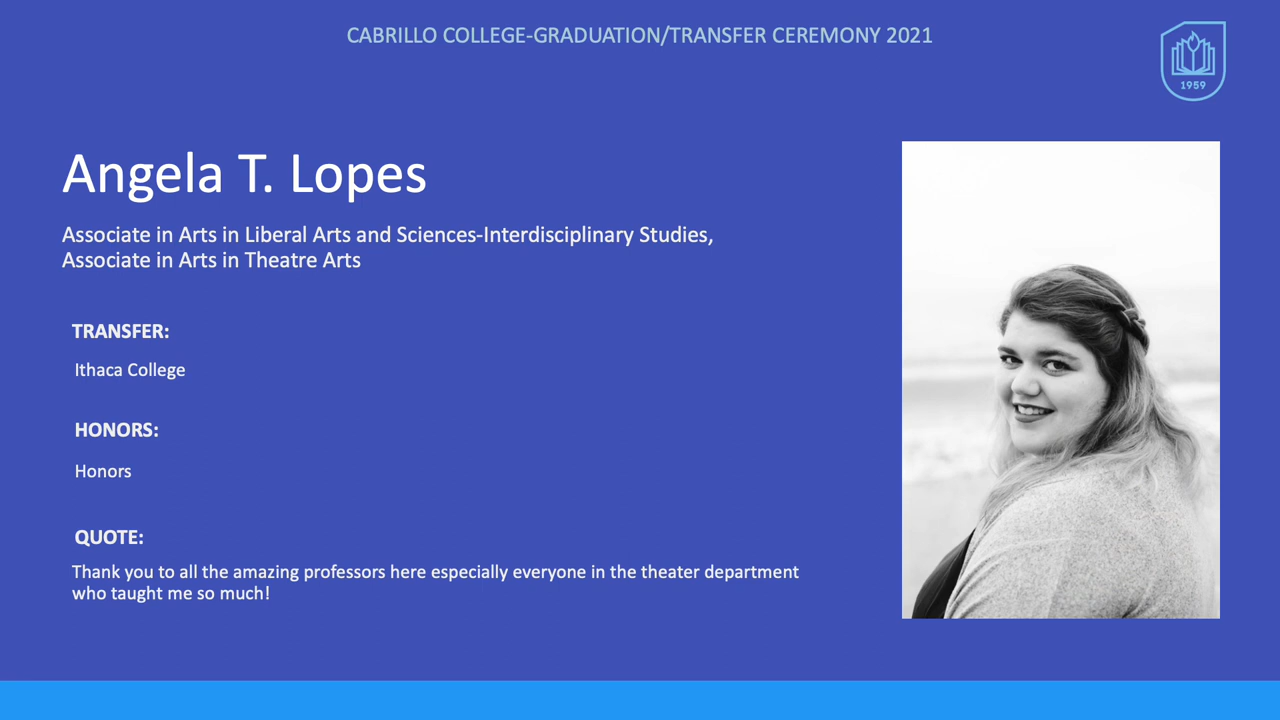 CABRILLO COLLEGE-GRADUATION/TRANSFER CEREMONY 2021
1959
Angela T. Lopes
Associate in Arts in Liberal Arts and Sciences-Interdisciplinary Studies,
Associate in Arts in Theatre Arts
TRANSFER:
Ithaca College
HONORS:
Honors
QUOTE:
Thank you to all the amazing professors here especially everyone in the theater department
who taught me so much!